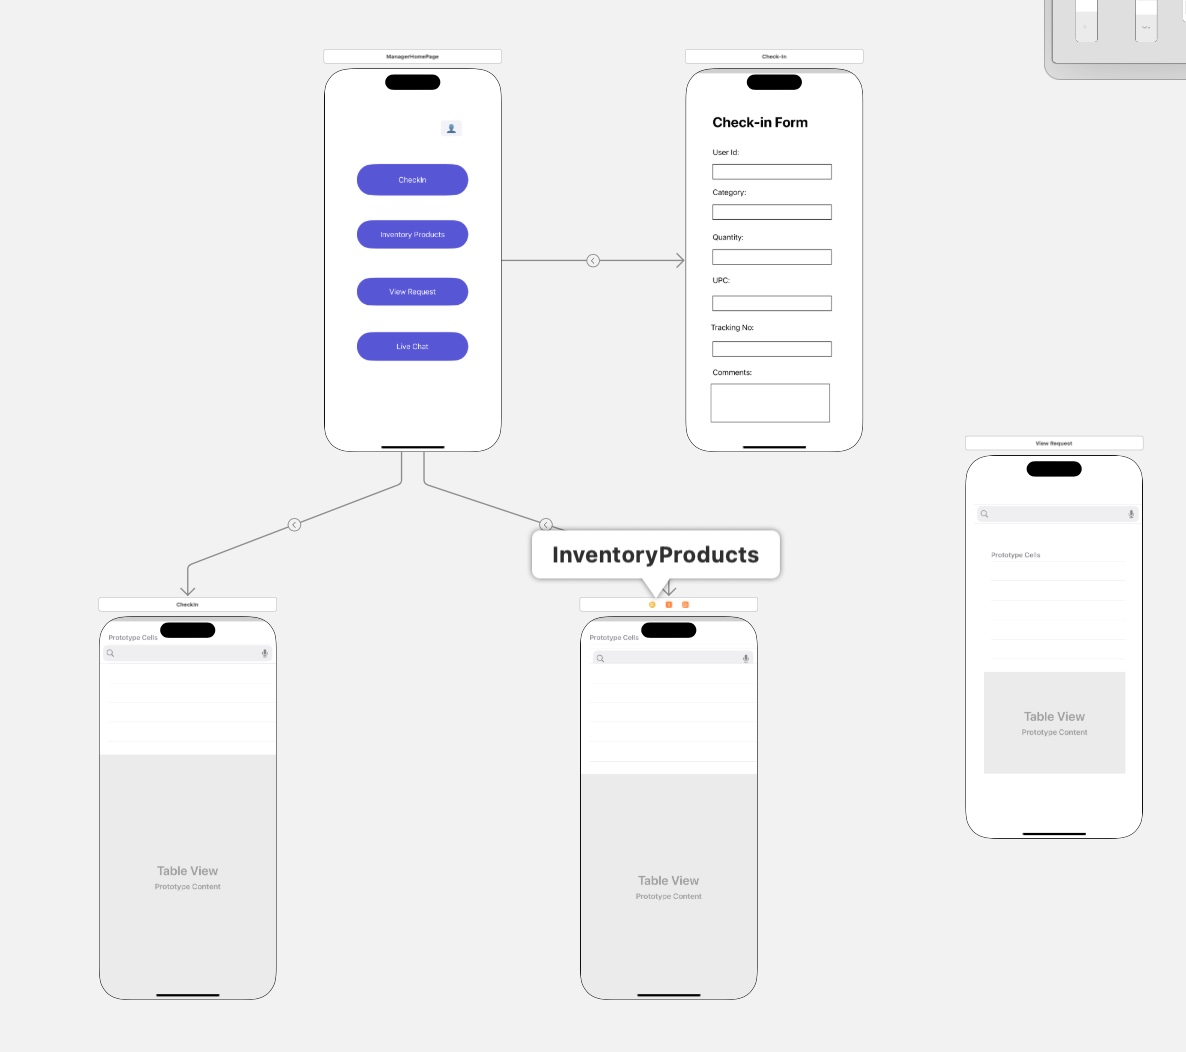 ManagerHomePage
CheckIn
Inventory Products
View Request
Live Chat
Check-In
Check-in Form
User Id:
Category:
Quantity:
UPC:
Tracking No:
Comments:
View Request
Prototype Cells
Table View
Prototype Content
CheckIn
Prototype Cells
Table View
Prototype Content
InventoryProducts
Prototype Cells
Table View
Prototype Content